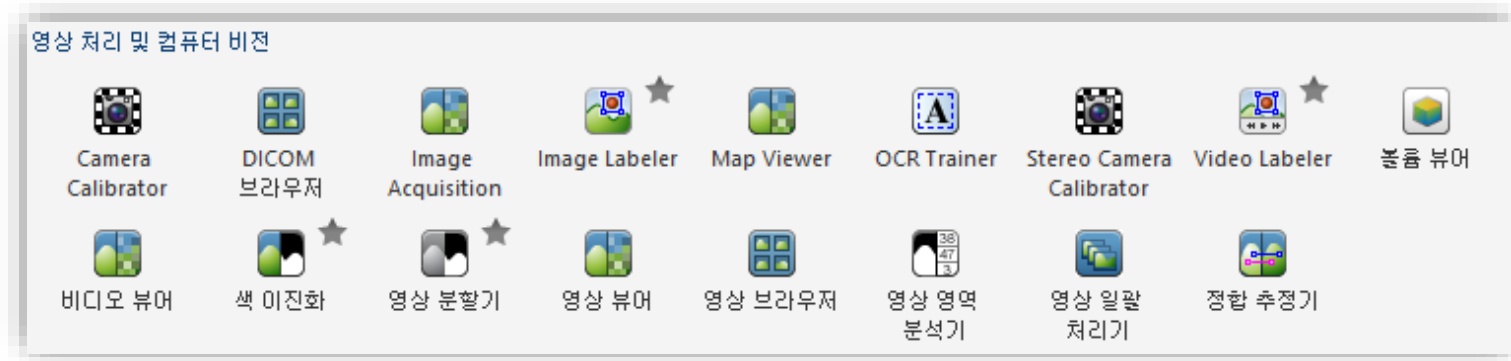 영상 처리 및 컴퓨터 비전
Camera
Calibrator
DICOM
브라우저
Image
Acquisition
Image Labeler
Map Viewer
OCR Trainer
Stereo Camera
Calibrator
Video Labeler
볼륨 뷰어
비디오 뷰어
색 이진화
영상 분할기
영상 뷰어
영상 브라우저
영상 영역
분석기
영상 일괄
처리기
정합 추정기
A
38
47
3